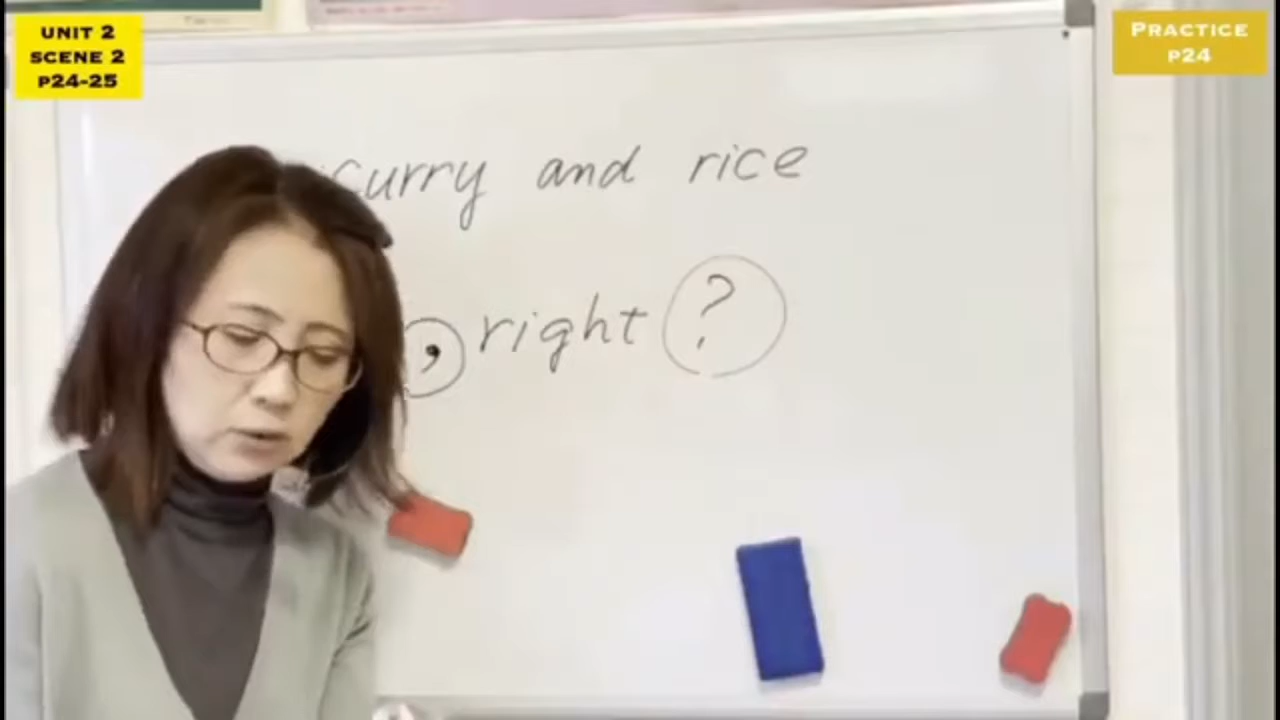 UNIT 2
SCENE 2
P24-25
PRACTICE
P24
curry and rice
, right ?